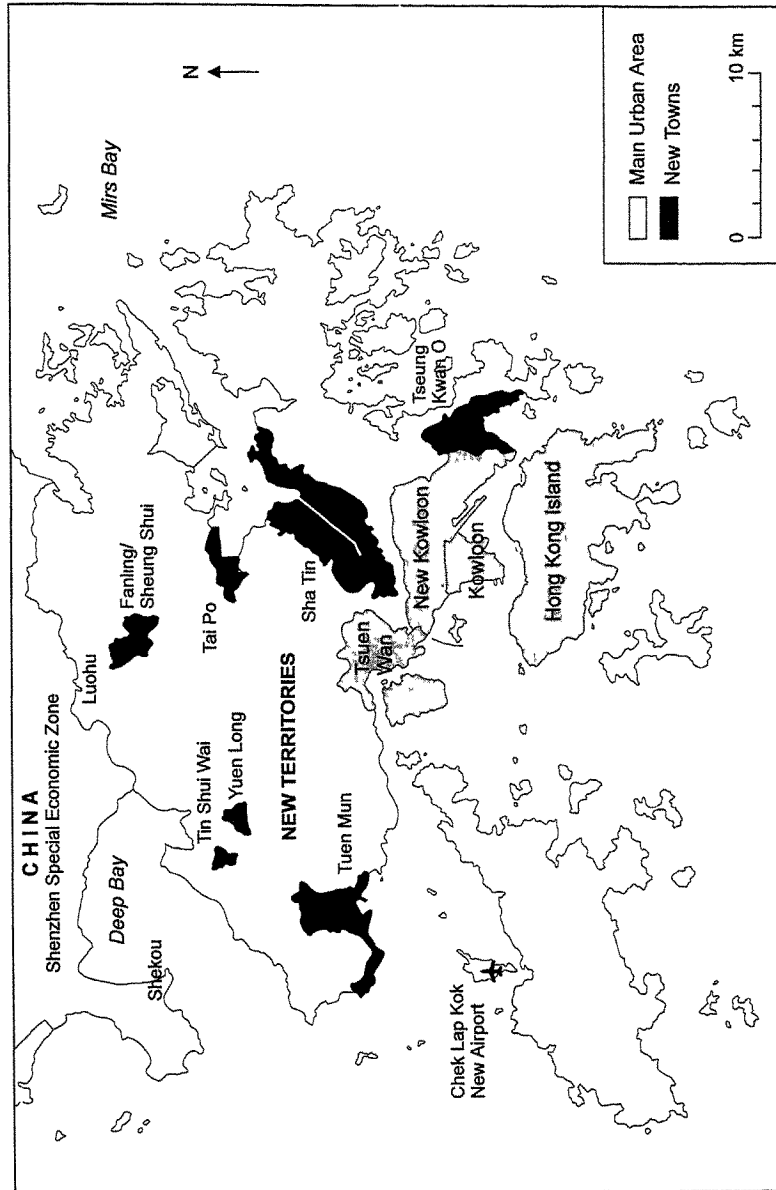 CHINA
Shenzhen Special Economic Zone
Deep Bay
Shekou
Luohu
Fanling/
Sheung Shui
Mirs Bay
N
Tin Shui Wai
Yuen Long
Tai Po
NEW TERRITORIES
Sha Tin
Tuen Mun
Tsuen
Wan
New Kowloon
Kowloon
Tseung
Kwan O
Hong Kong Island
Chek Lap Kok
New Airport
Main Urban Area
New Towns
0
10 km